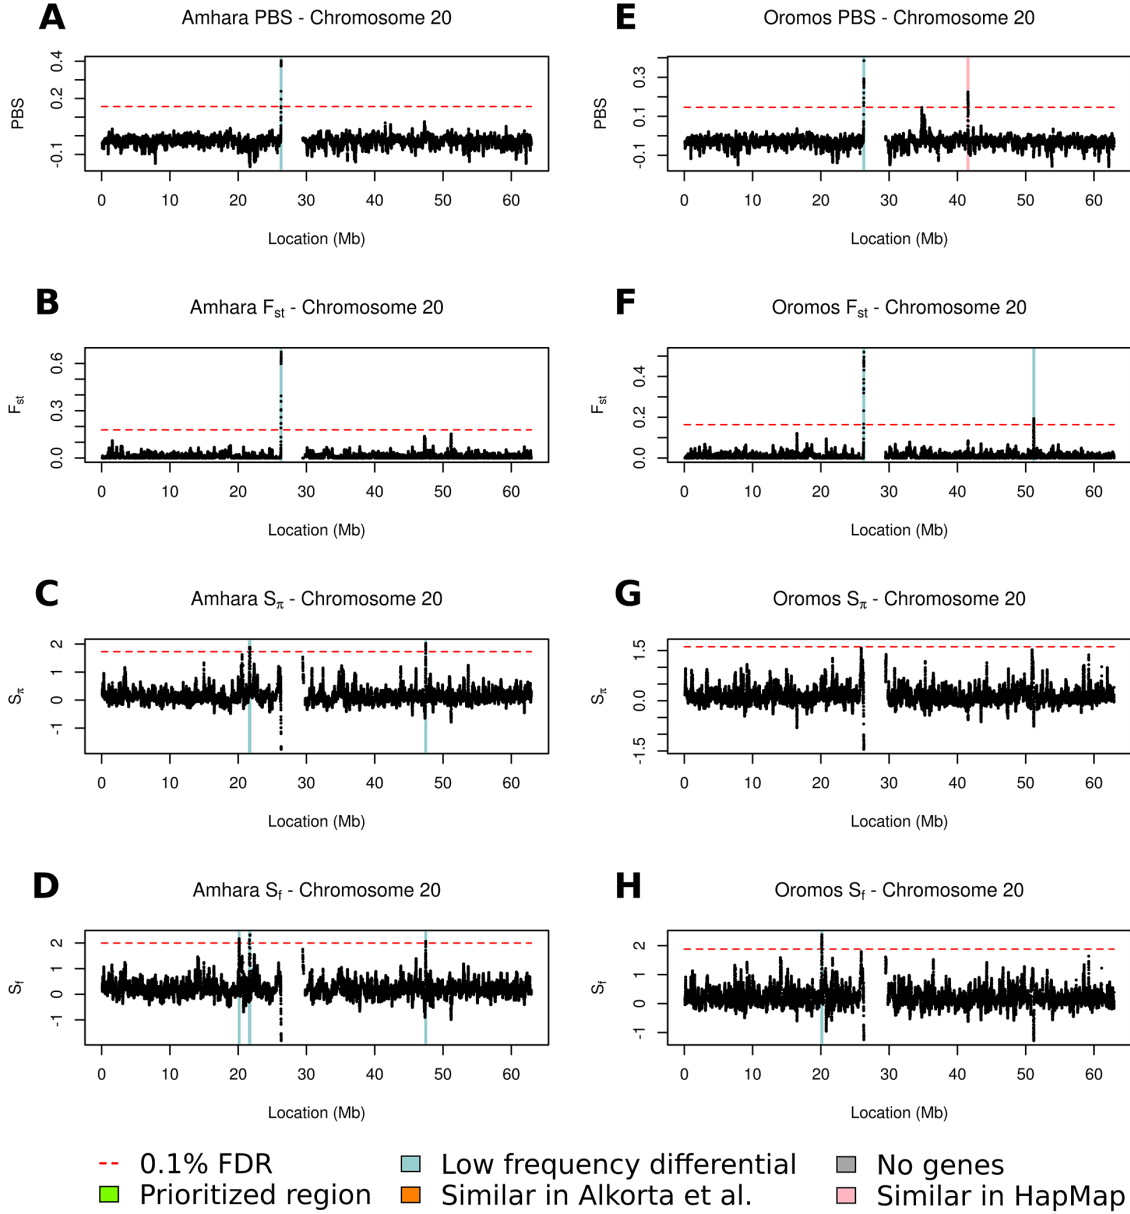 A
Amhara PBS - Chromosome 20
PBS
0.4
0.2
-0.1
0 10 20 30 40 50 60
Location (Mb)
E
Oromos PBS - Chromosome 20
PBS
0.3
0.1
-0.1
0 10 20 30 40 50 60
Location (Mb)
B
Amhara Fst - Chromosome 20
Fst
0.6
0.3
0.0
0 10 20 30 40 50 60
Location (Mb)
F
Oromos Fst - Chromosome 20
Fst
0.4
0.2
0.0
0 10 20 30 40 50 60
Location (Mb)
C
Amhara Sπ - Chromosome 20
Sπ
2
1
0
-1
0 10 20 30 40 50 60
Location (Mb)
G
Oromos Sπ - Chromosome 20
Sπ
1.5
0.0
-1.5
0 10 20 30 40 50 60
Location (Mb)
D
Amhara Sf - Chromosome 20
Sf
2
1
0
-1
0 10 20 30 40 50 60
Location (Mb)
H
Oromos Sf - Chromosome 20
Sf
2
1
0
-1
0 10 20 30 40 50 60
Location (Mb)
0.1% FDR
Low frequency differential
No genes
Prioritized region
Similar in Alkorta et al.
Similar in HapMap